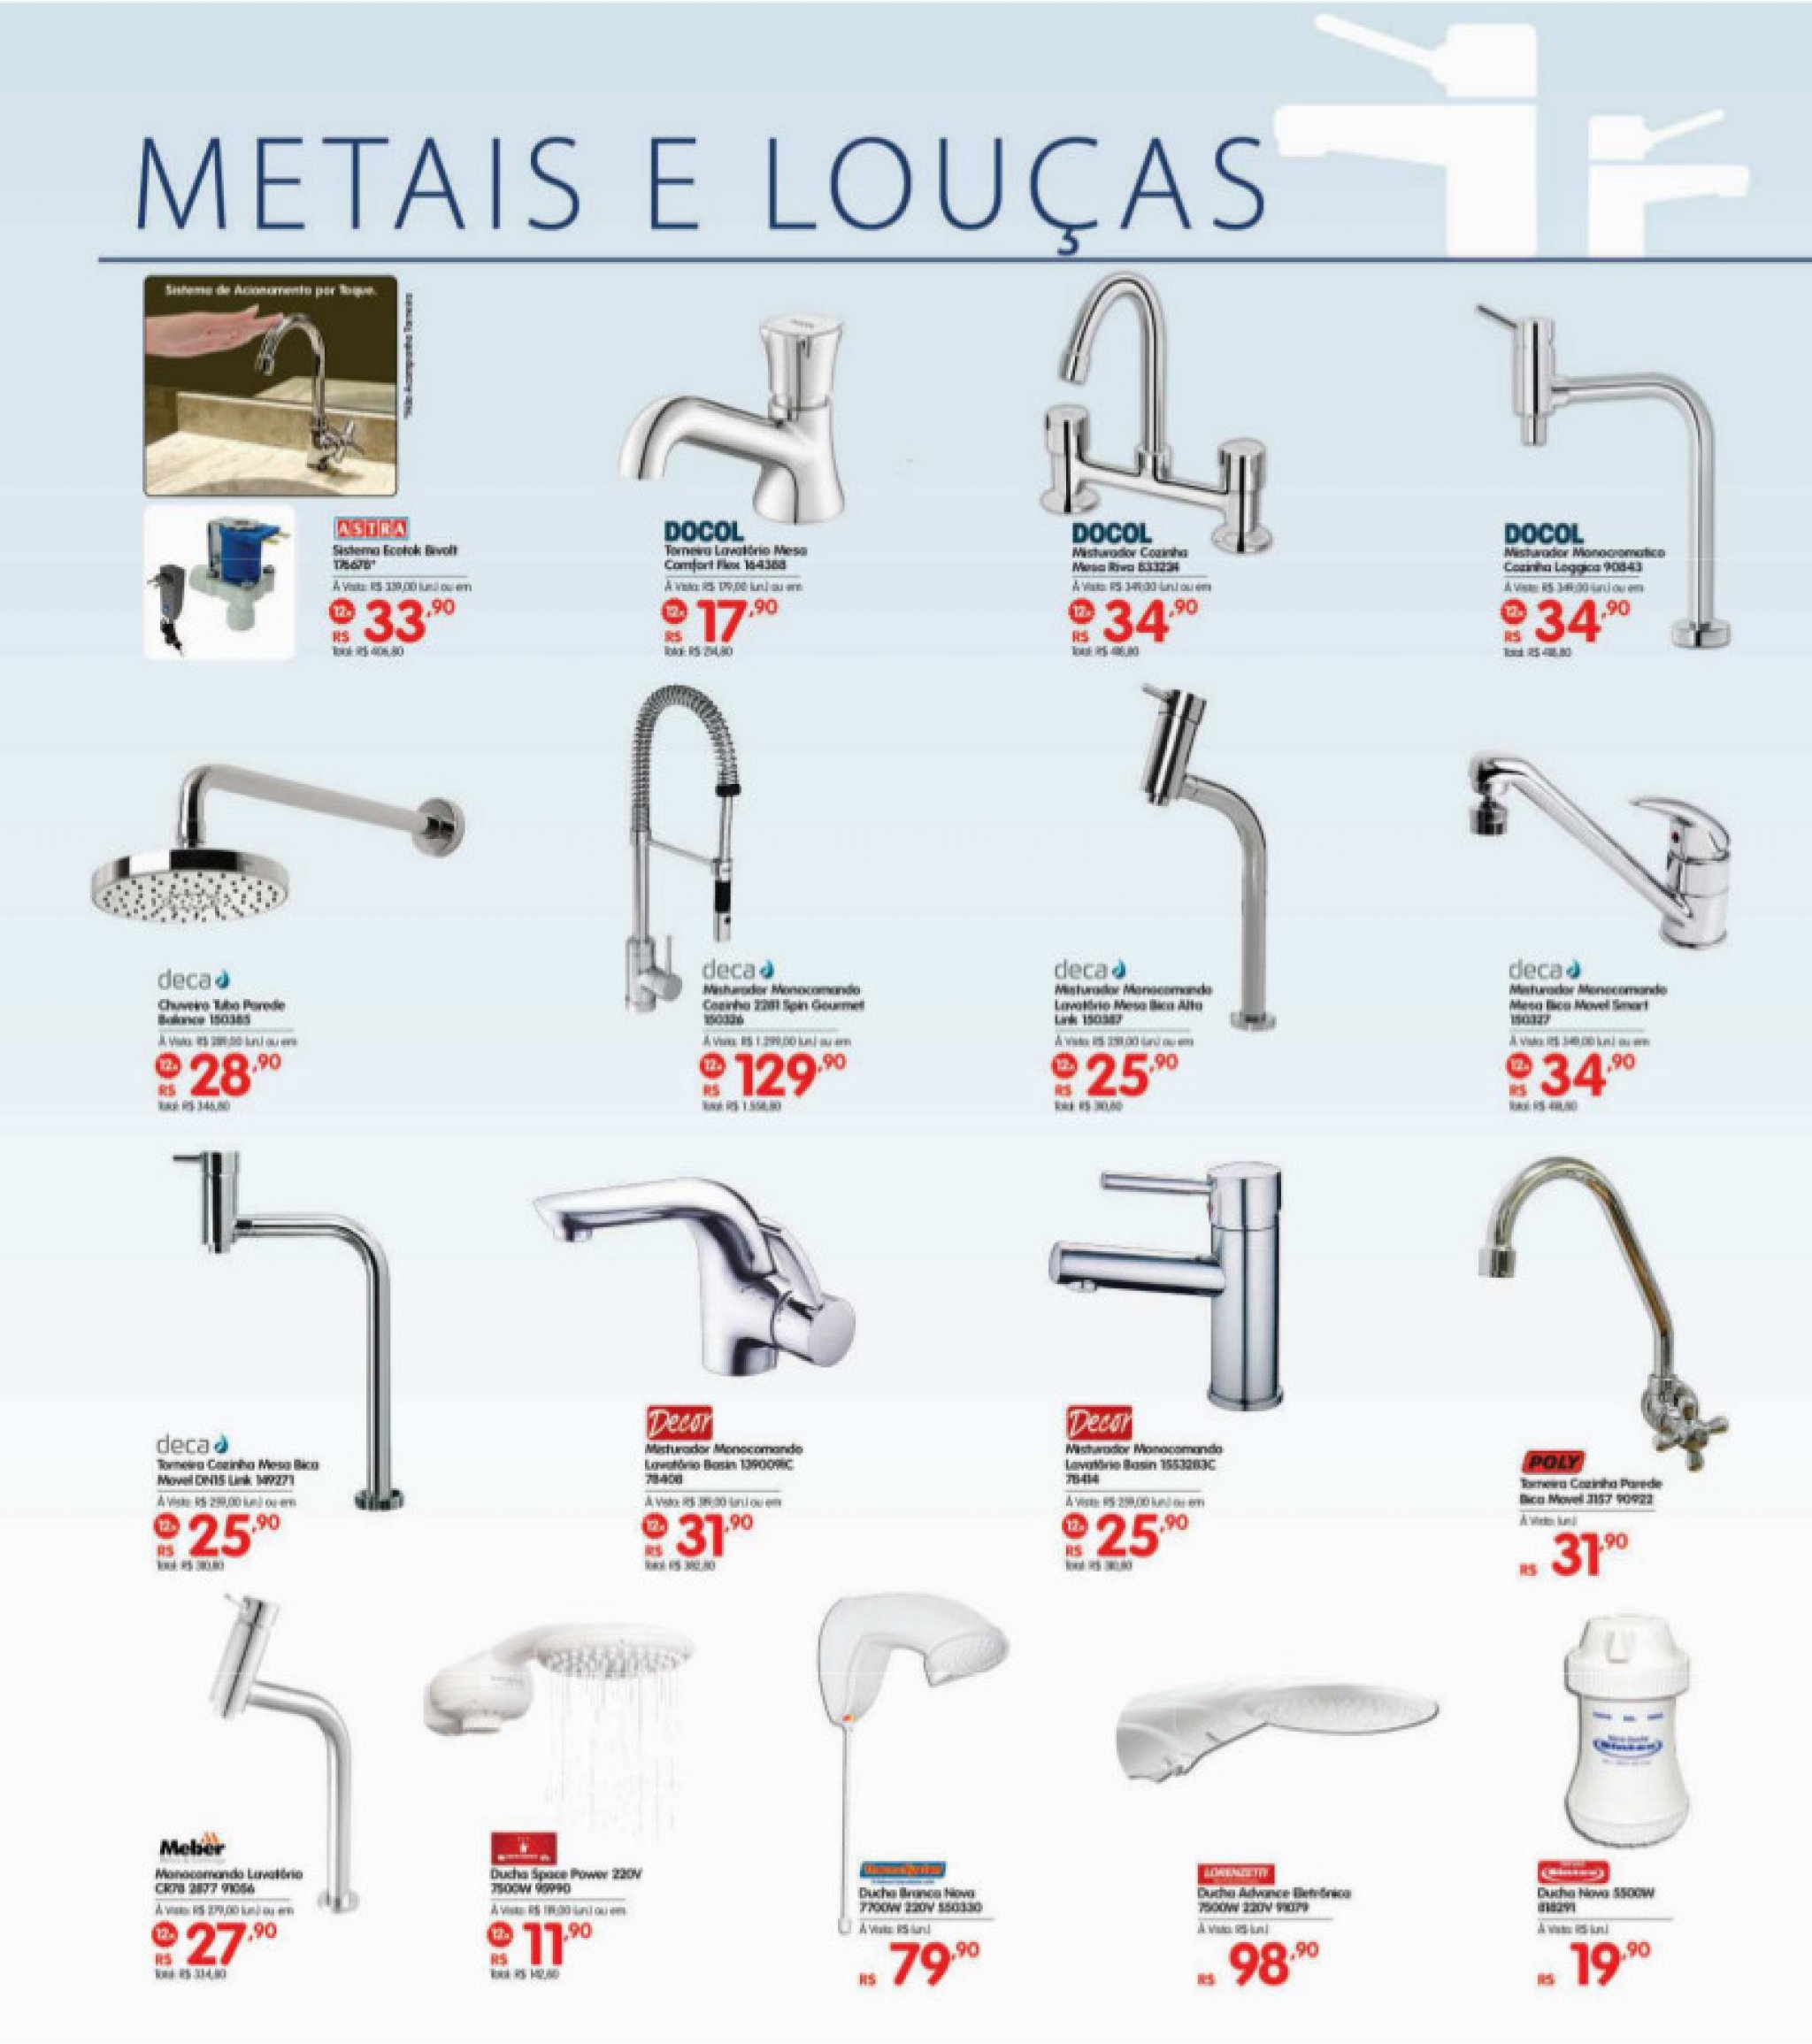 METAIS E LOUÇAS
Sistema de Acionamento por Toque.
*Não Acompanha Torneira
ASTRA
Sistema Ecotok Bivolt
176678*
À Vista: R$ 339,00 (un.) ou em
12x
R$ 33,90
Total: R$ 406,80
DOCOL
Torneira Lavatório Mesa
Comfort Flex 164388
À Vista: R$ 179,00 (un.) ou em
12x
R$ 17,90
Total: R$ 214,80
DOCOL
Misturador Cozinha
Mesa Riva 833234
À Vista: R$ 349,00 (un.) ou em
12x
R$ 34,90
Total: R$ 418,80
DOCOL
Misturador Monocromatico
Cozinha Loggica 90843
À Vista: R$ 349,00 (un.) ou em
12x
R$ 34,90
Total: R$ 418,80
deca
Chuveiro Tubo Parede
Balance 150385
À Vista: R$ 289,00 (un.) ou em
12x
R$ 28,90
Total: R$ 346,80
deca
Misturador Monocomando
Cozinha 2281 Spin Gourmet
150326
À Vista: R$ 1.299,00 (un.) ou em
12x
R$ 129,90
Total: R$ 1.558,80
deca
Misturador Monocomando
Lavatório Mesa Bica Alta
Link 150387
À Vista: R$ 259,00 (un.) ou em
12x
R$ 25,90
Total: R$ 310,80
deca
Misturador Monocomando
Mesa Bica Movel Smart
150327
À Vista: R$ 349,00 (un.) ou em
12x
R$ 34,90
Total: R$ 418,80
deca
Torneira Cozinha Mesa Bica
Movel DN15 Link 149271
À Vista: R$ 259,00 (un.) ou em
12x
R$ 25,90
Total: R$ 310,80
Decor
Misturador Monocomando
Lavatório Basin 139009RC
78408
À Vista: R$ 319,00 (un.) ou em
12x
R$ 31,90
Total: R$ 382,80
Decor
Misturador Monocomando
Lavatório Basin 1553283C
78414
À Vista: R$ 259,00 (un.) ou em
12x
R$ 25,90
Total: R$ 310,80
POLY
Torneira Cozinha Parede
Bica Movel 3157 90922
À Vista: (un.)
R$ 31,90
Meber
Monocomando Lavatório
CR78 2877 91056
À Vista: R$ 279,00 (un.) ou em
12x
R$ 27,90
Total: R$ 334,80
Ducha Space Power 220V
7500W 95990
À Vista: R$ 119,00 (un.) ou em
12x
R$ 11,90
Total: R$ 142,80
Ducha Branca Nova
7700W 220V 550330
À Vista: R$ (un.)
R$ 79,90
LORENZETTI
Ducha Advance Eletrônica
7500W 220V 91079
À Vista: R$ (un.)
R$ 98,90
Sintex
Ducha Nova 5500W
818291
À Vista: R$ (un.)
R$ 19,90